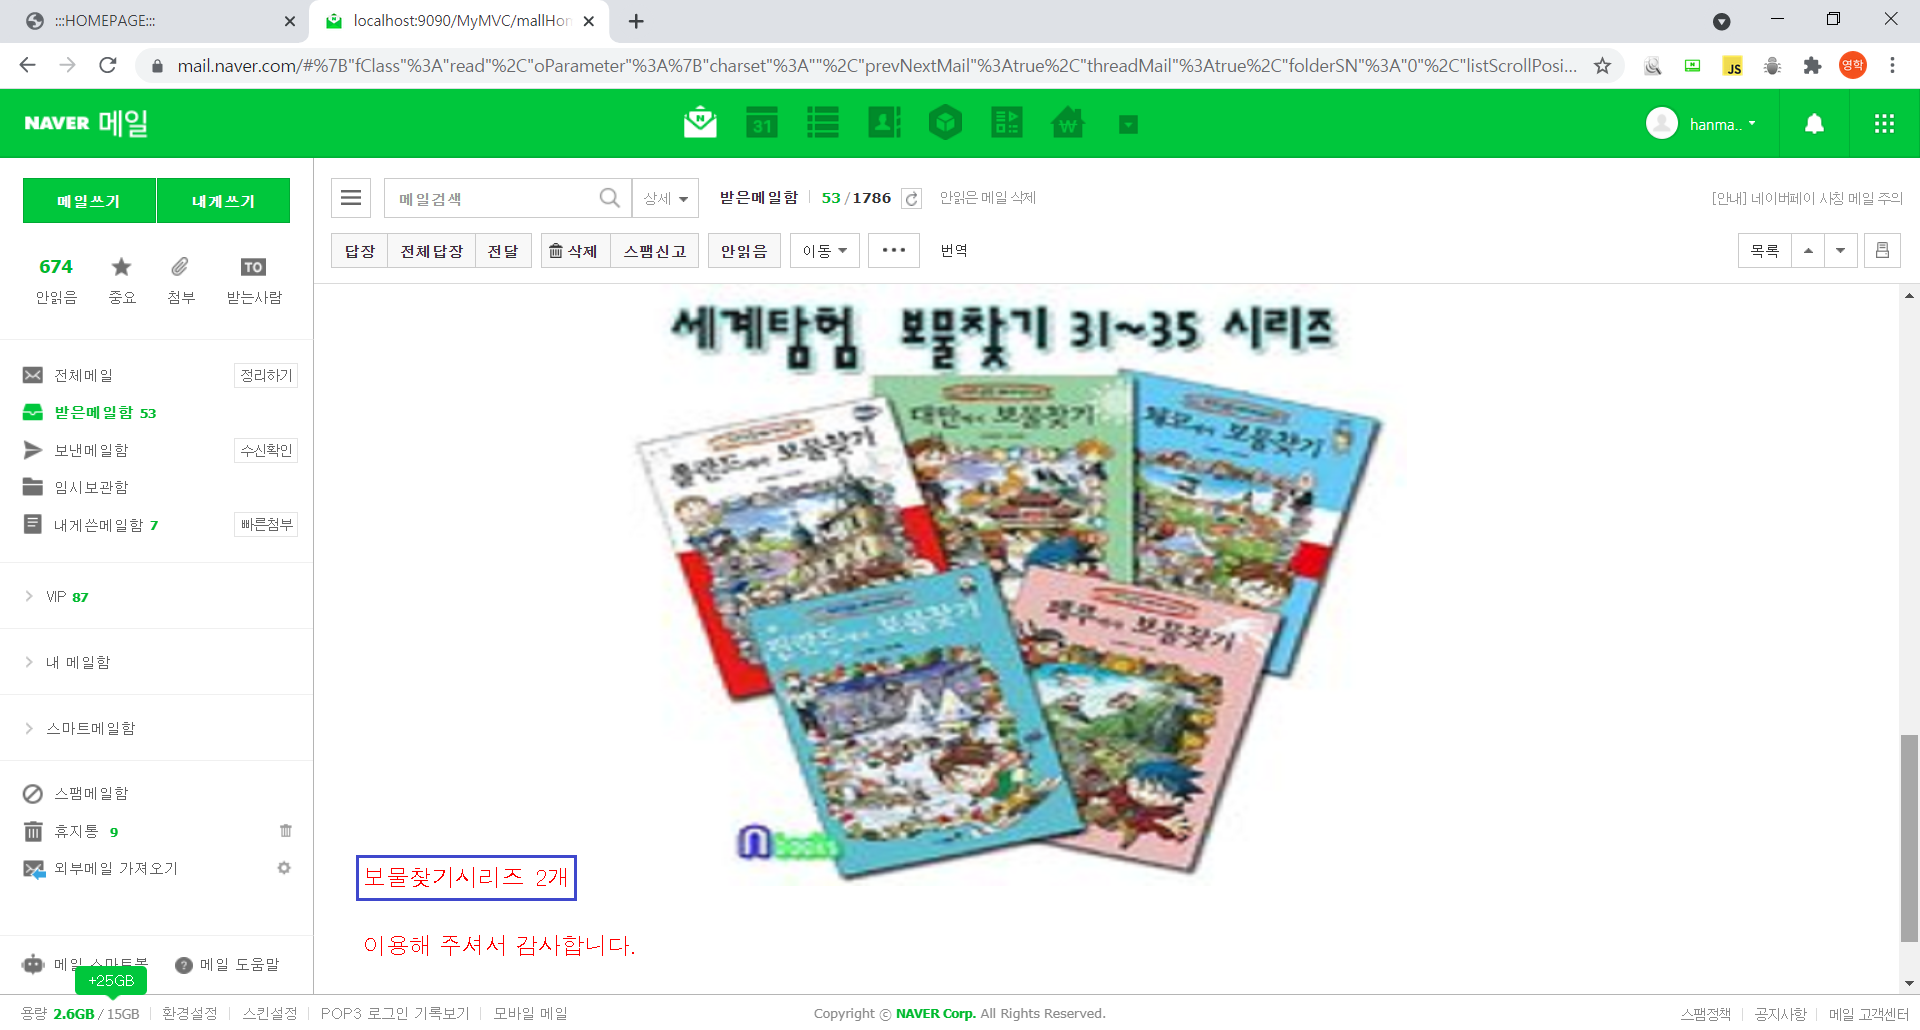 :::HOMEPAGE:::
localhost:9090/MyMVC/mallHon
mail.naver.com/#%7B"fClass"%3A"read"%2C"oParameter"%3A%7B"charset"%3A""%2C"prevNextMail"%3Atrue%2C"threadMail"%3Atrue%2C"folderSN"%3A"0"%2C"listScrollPosi...
JS
영학
NAVER 메일
31
hanma..
메일쓰기 내게쓰기
메일검색 상세
받은메일함 53 / 1786 안읽은 메일 삭제
[안내] 네이버페이 사칭 메일 주의
답장 전체답장 전달 삭제 스팸신고 안읽음 이동 번역 목록
674 TO
안읽음 중요 첨부 받는사람
전체메일 정리하기
받은메일함 53
보낸메일함 수신확인
임시보관함
내게쓴메일함 7 빠른첨부
VIP 87
내 메일함
스마트메일함
스팸메일함
휴지통 9
외부메일 가져오기
메일 스마트봇 메일 도움말
+25GB
세계탐험 보물찾기 31~35 시리즈
폴란드에서 보물찾기
대만에서 보물찾기
체코에서 보물찾기
핀란드에서 보물찾기
페루에서 보물찾기
books
보물찾기시리즈 2개
이용해 주셔서 감사합니다.
용량 2.6GB / 15GB 환경설정 스킨설정 POP3 로그인 기록보기 모바일 메일
Copyright © NAVER Corp. All Rights Reserved.
스팸정책 공지사항 메일 고객센터